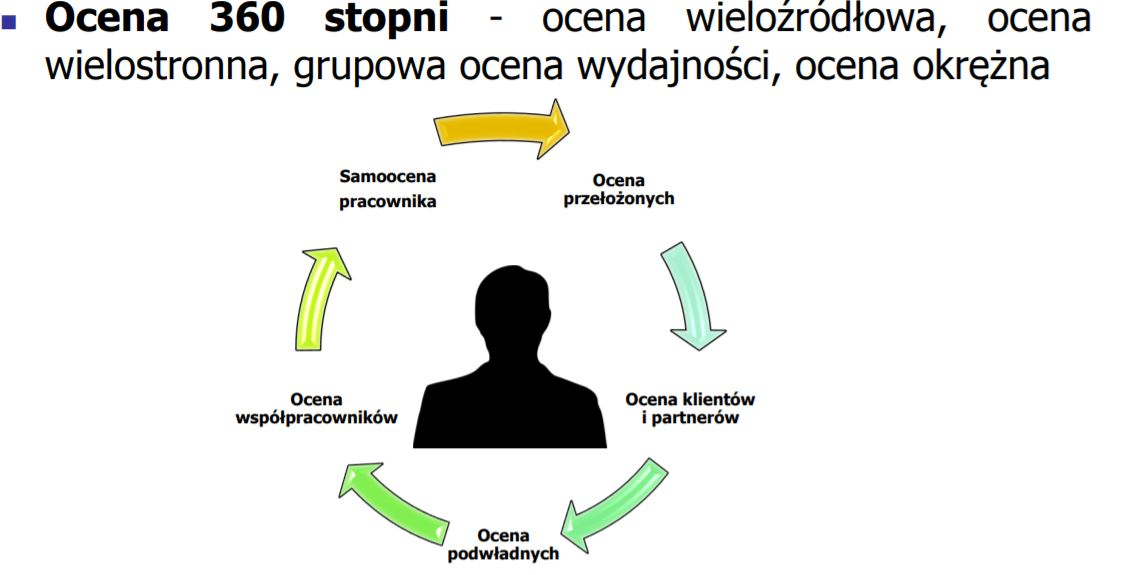 Ocena 360 stopni - ocena wieloźródłowa, ocena
wielostronna, grupowa ocena wydajności, ocena okrężna
Samoocena
pracownika
Ocena
przełożonych
Ocena klientów
i partnerów
Ocena
podwładnych
Ocena
współpracowników